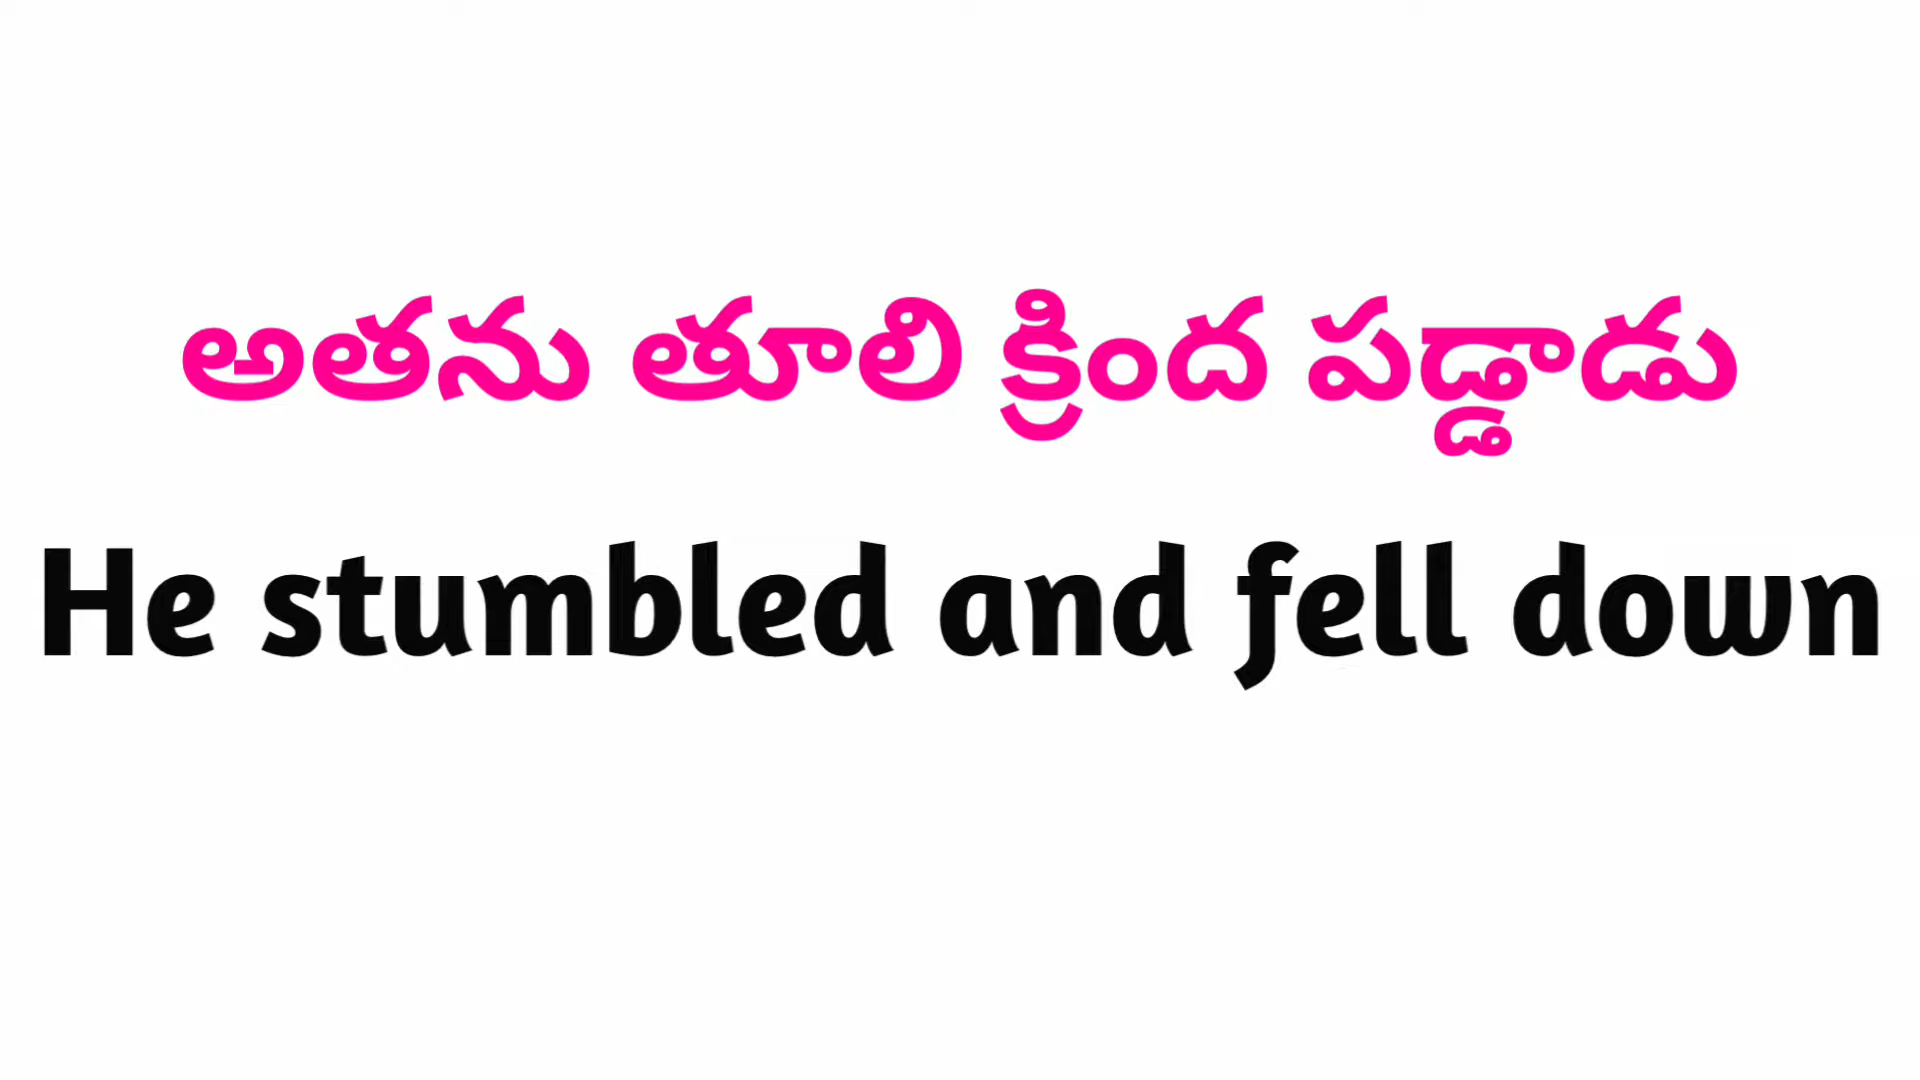 అతను తూలి క్రింద పడ్డాడు
He stumbled and fell down